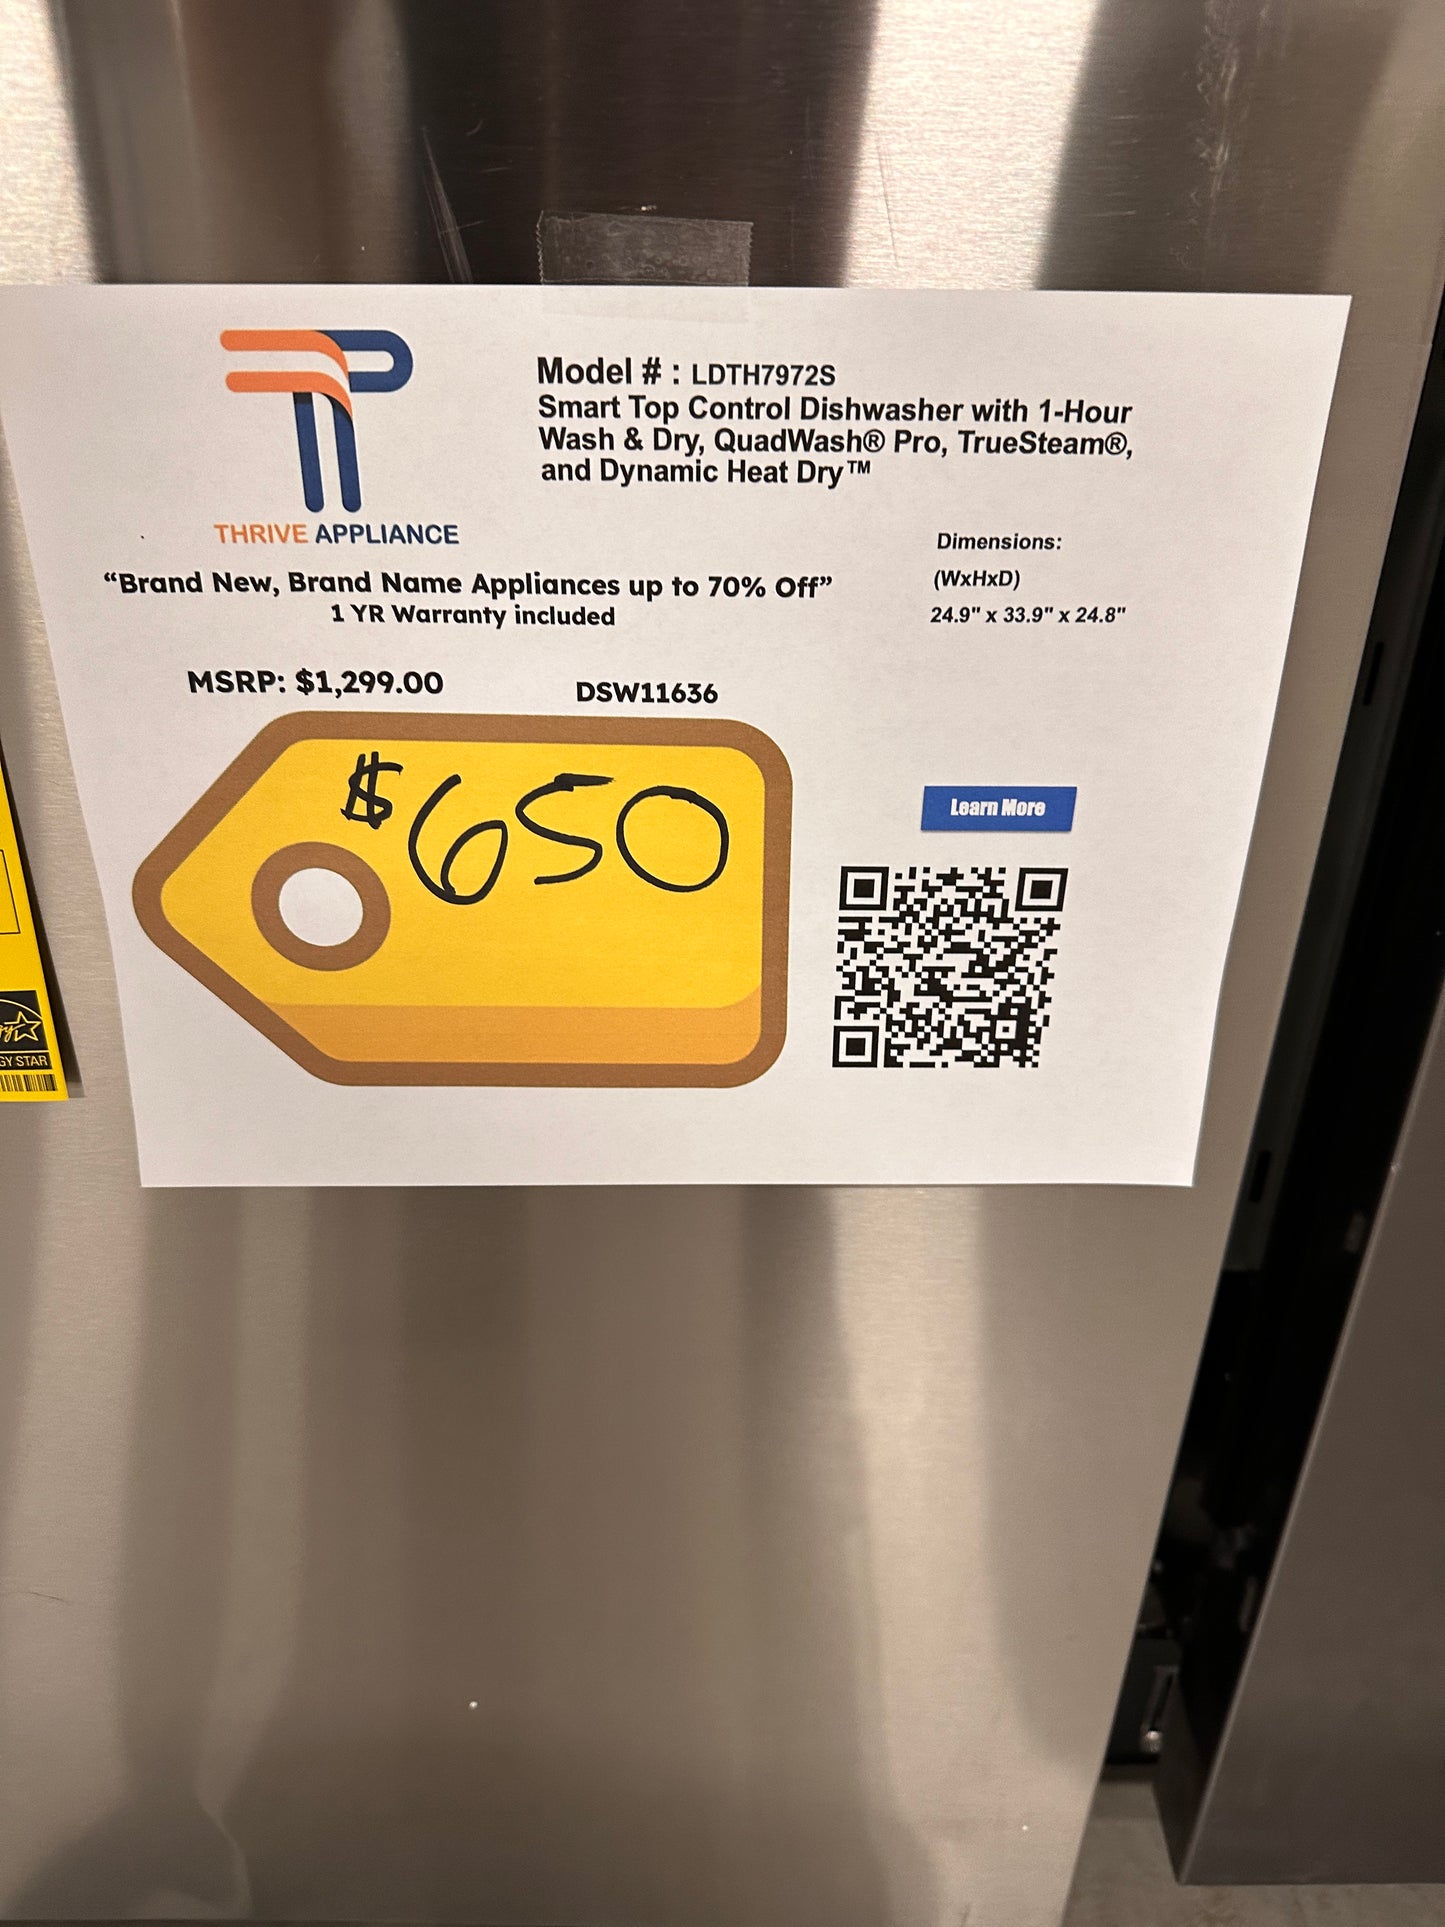 Model # : LDTH7972S
Smart Top Control Dishwasher with 1-Hour
Wash & Dry, QuadWash® Pro, TrueSteam®,
and Dynamic Heat Dry™
THRIVE APPLIANCE
Dimensions:
(WxHxD)
24.9" x 33.9" x 24.8"
“Brand New, Brand Name Appliances up to 70% Off”
1 YR Warranty included
MSRP: $1,299.00
DSW11636
$650
Learn More
GY STAR